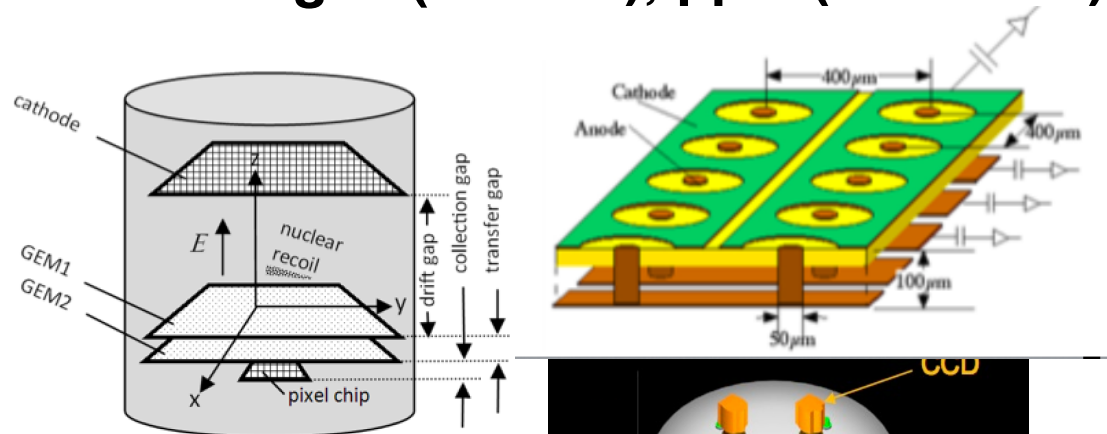 cathode
z
E
nuclear
recoil
GEM1
GEM2
y
x
pixel chip
drift gap
collection gap
transfer gap
400μm
Cathode
Anode
400μm
100μm
50μm
CCD